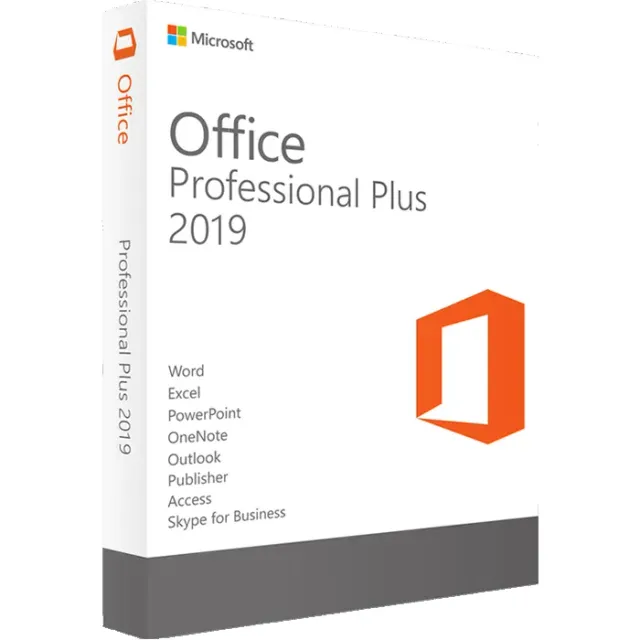 Office
Professional Plus 2019
Microsoft
Office
Professional Plus
2019
Word
Excel
PowerPoint
OneNote
Outlook
Publisher
Access
Skype for Business